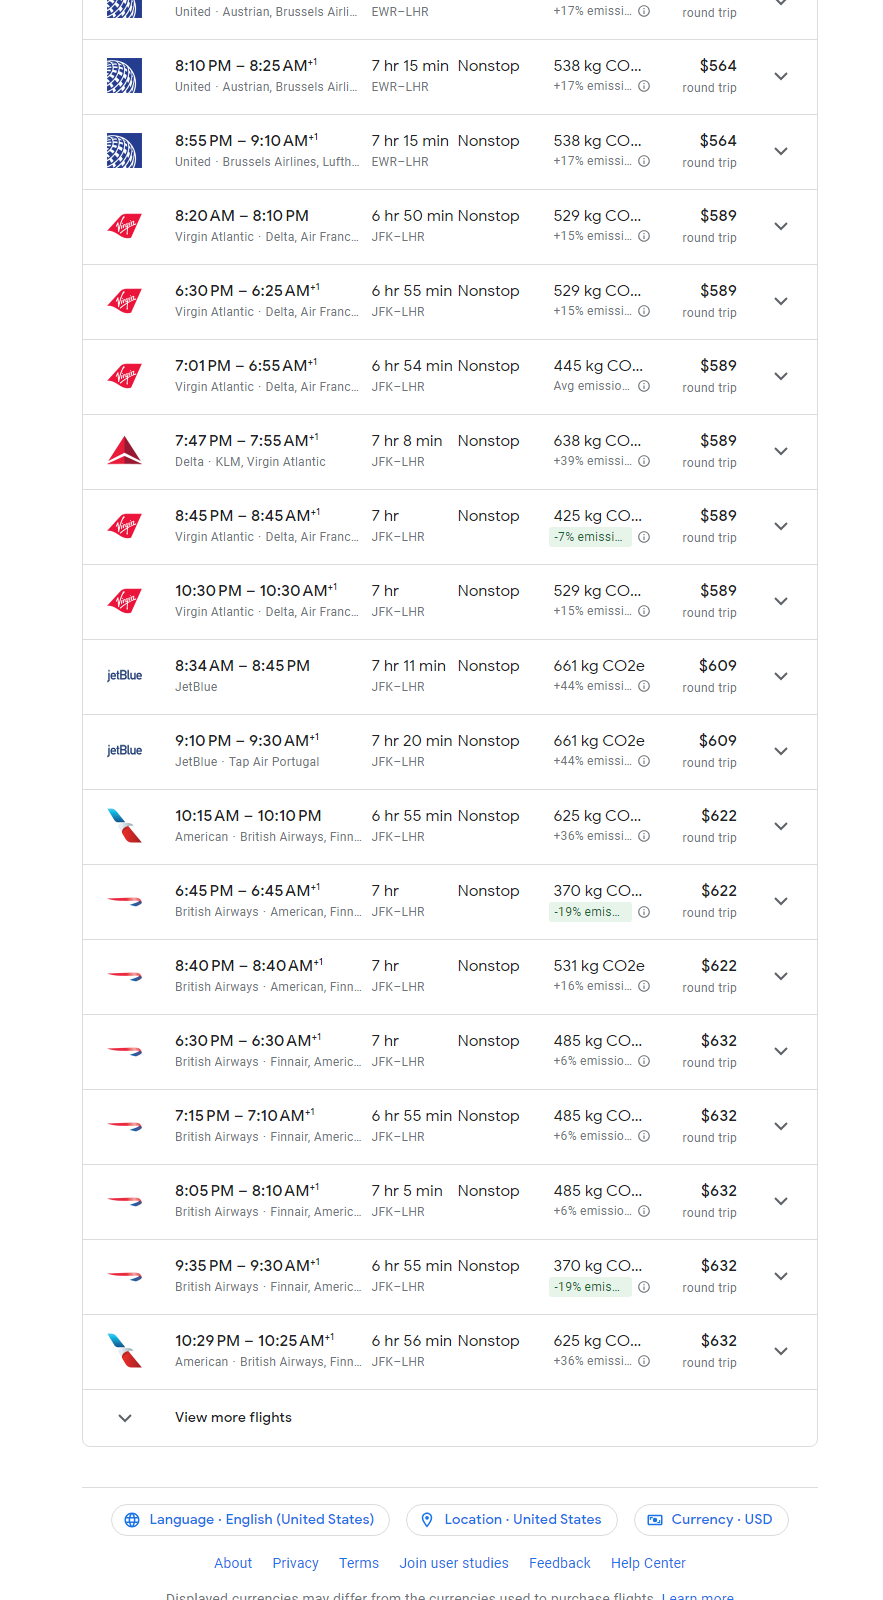 United · Austrian, Brussels Airli... EWR–LHR +17% emissi... round trip
8:10 PM – 8:25 AM+1 7 hr 15 min Nonstop 538 kg CO... $564
United · Austrian, Brussels Airli... EWR–LHR +17% emissi... round trip
8:55 PM – 9:10 AM+1 7 hr 15 min Nonstop 538 kg CO... $564
United · Brussels Airlines, Lufth... EWR–LHR +17% emissi... round trip
Virgin
8:20 AM – 8:10 PM 6 hr 50 min Nonstop 529 kg CO... $589
Virgin Atlantic · Delta, Air Franc... JFK–LHR +15% emissi... round trip
Virgin
6:30 PM – 6:25 AM+1 6 hr 55 min Nonstop 529 kg CO... $589
Virgin Atlantic · Delta, Air Franc... JFK–LHR +15% emissi... round trip
Virgin
7:01 PM – 6:55 AM+1 6 hr 54 min Nonstop 445 kg CO... $589
Virgin Atlantic · Delta, Air Franc... JFK–LHR Avg emissio... round trip
7:47 PM – 7:55 AM+1 7 hr 8 min Nonstop 638 kg CO... $589
Delta · KLM, Virgin Atlantic JFK–LHR +39% emissi... round trip
Virgin
8:45 PM – 8:45 AM+1 7 hr Nonstop 425 kg CO... $589
Virgin Atlantic · Delta, Air Franc... JFK–LHR -7% emissi... round trip
Virgin
10:30 PM – 10:30 AM+1 7 hr Nonstop 529 kg CO... $589
Virgin Atlantic · Delta, Air Franc... JFK–LHR +15% emissi... round trip
jetBlue
8:34 AM – 8:45 PM 7 hr 11 min Nonstop 661 kg CO2e $609
JetBlue JFK–LHR +44% emissi... round trip
jetBlue
9:10 PM – 9:30 AM+1 7 hr 20 min Nonstop 661 kg CO2e $609
JetBlue · Tap Air Portugal JFK–LHR +44% emissi... round trip
10:15 AM – 10:10 PM 6 hr 55 min Nonstop 625 kg CO... $622
American · British Airways, Finn... JFK–LHR +36% emissi... round trip
6:45 PM – 6:45 AM+1 7 hr Nonstop 370 kg CO... $622
British Airways · American, Finn... JFK–LHR -19% emis... round trip
8:40 PM – 8:40 AM+1 7 hr Nonstop 531 kg CO2e $622
British Airways · American, Finn... JFK–LHR +16% emissi... round trip
6:30 PM – 6:30 AM+1 7 hr Nonstop 485 kg CO... $632
British Airways · Finnair, Americ... JFK–LHR +6% emissio... round trip
7:15 PM – 7:10 AM+1 6 hr 55 min Nonstop 485 kg CO... $632
British Airways · Finnair, Americ... JFK–LHR +6% emissio... round trip
8:05 PM – 8:10 AM+1 7 hr 5 min Nonstop 485 kg CO... $632
British Airways · Finnair, Americ... JFK–LHR +6% emissio... round trip
9:35 PM – 9:30 AM+1 6 hr 55 min Nonstop 370 kg CO... $632
British Airways · Finnair, Americ... JFK–LHR -19% emis... round trip
10:29 PM – 10:25 AM+1 6 hr 56 min Nonstop 625 kg CO... $632
American · British Airways, Finn... JFK–LHR +36% emissi... round trip
View more flights
Language · English (United States) Location · United States Currency · USD
About Privacy Terms Join user studies Feedback Help Center
Displayed currencies may differ from the currencies used to purchase flights. Learn more